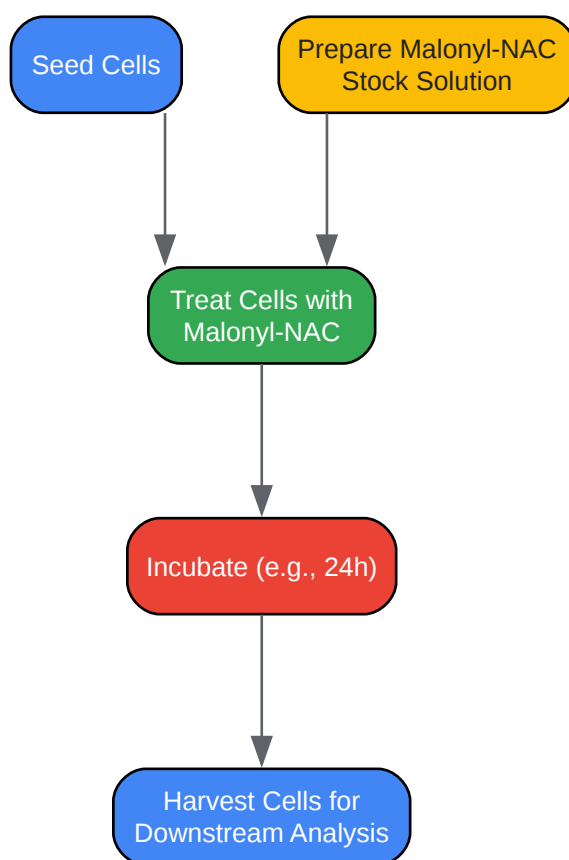 Seed Cells
Prepare Malonyl-NAC
Stock Solution
Treat Cells with
Malonyl-NAC
Incubate (e.g., 24h)
Harvest Cells for
Downstream Analysis